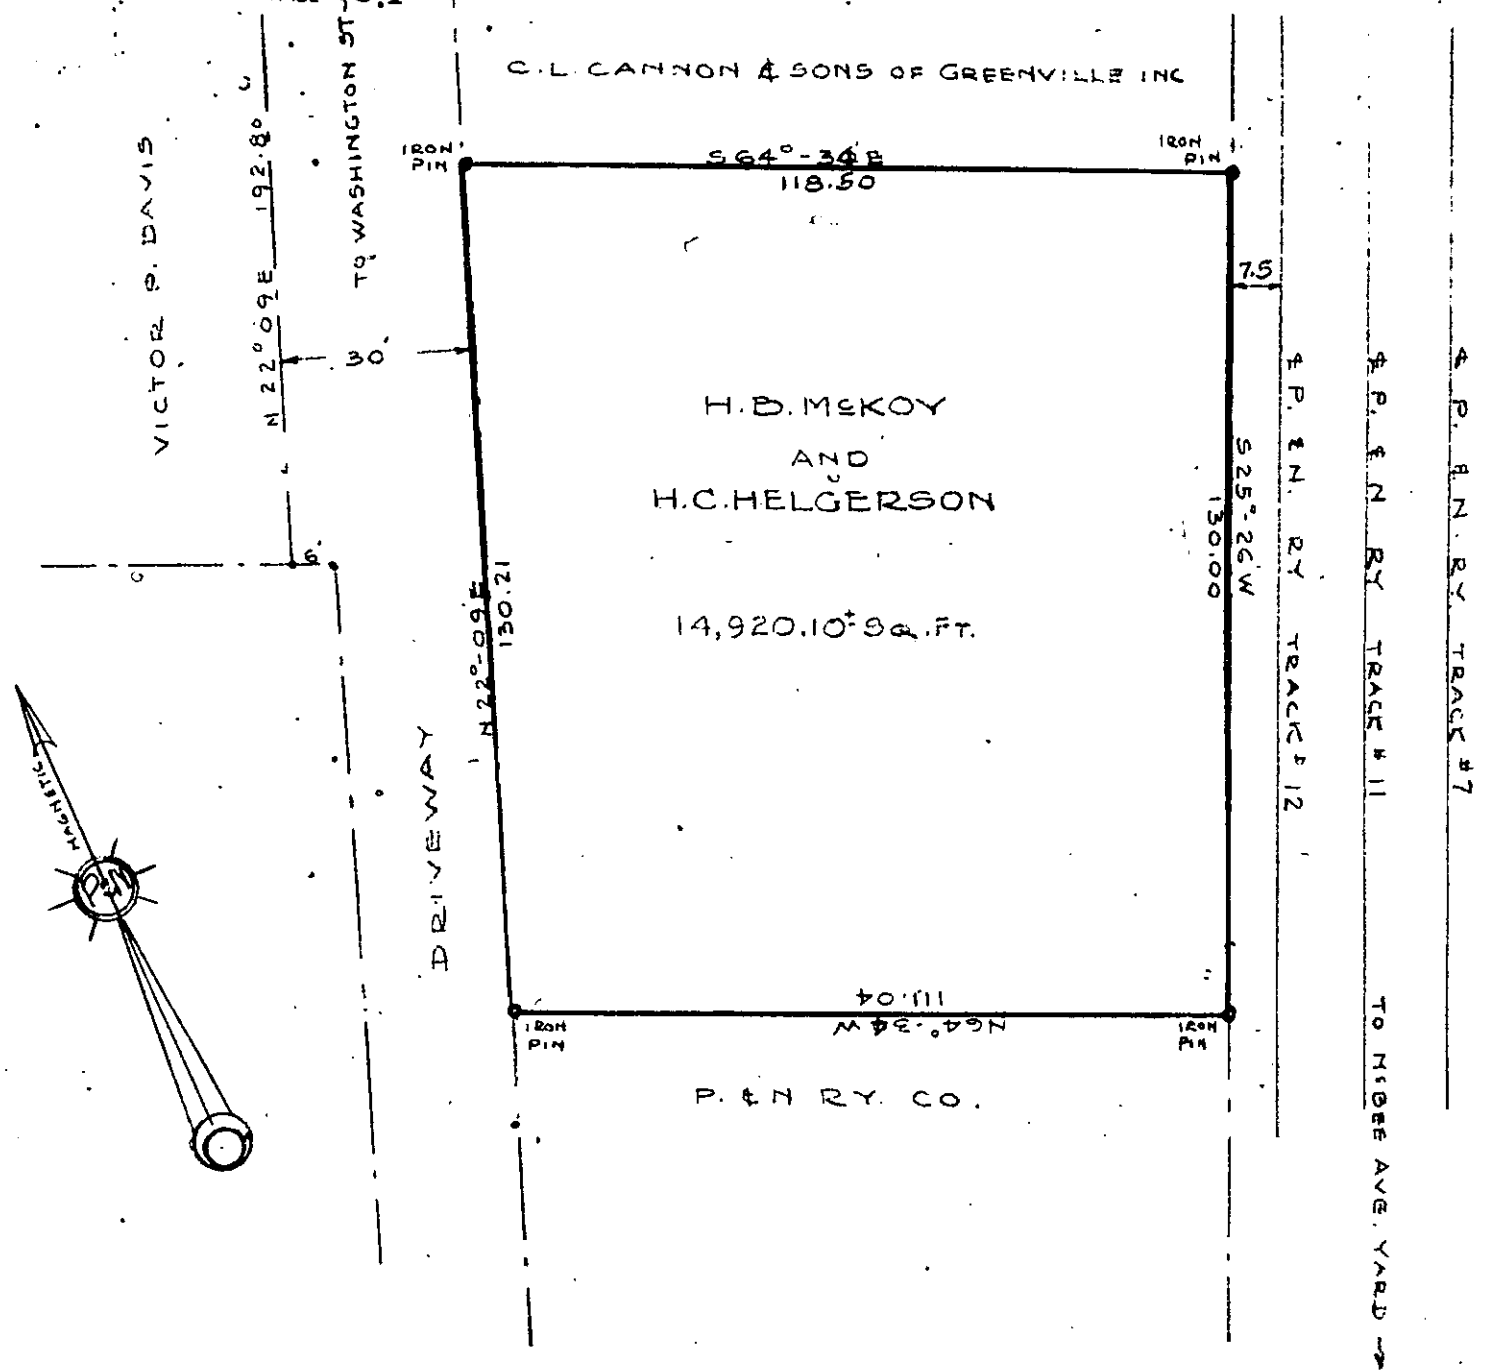 C.L. CANNON & SONS OF GREENVILLE INC
TO WASHINGTON ST
VICTOR B. DAVIS
N 22° 09 E 192.80
IRON PIN
S 64°-34 E
118.50
IRON PIN
7.5
30'
H.B. McKOY
AND
H.C. HELGERSON
14,920.10± SQ. FT.
S 25°-26 W
130.00
N 22°-09 E
130.21
6'
DRIVEWAY
MAGNETIC
℄ P. & N. RY TRACK # 12
℄ P. & N RY TRACK # 11
℄ P. & N. RY. TRACK #7
TO McBEE AVE. YARD →
111.04
N64°-34 W
IRON
PIN
IRON
PIN
P. & N RY. CO.